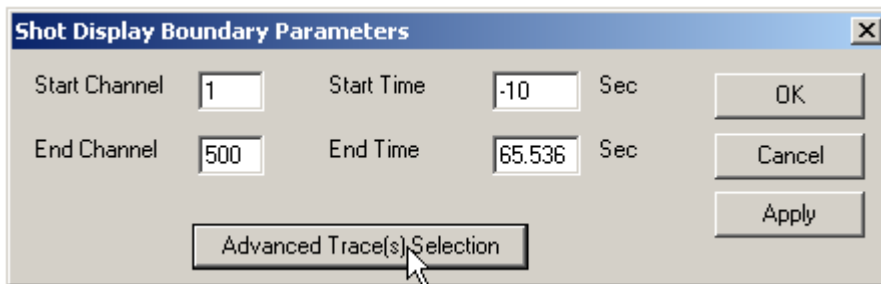 Shot Display Boundary Parameters
Start Channel 1 Start Time -10 Sec OK
End Channel 500 End Time 65.536 Sec Cancel
Apply
Advanced Trace(s) Selection